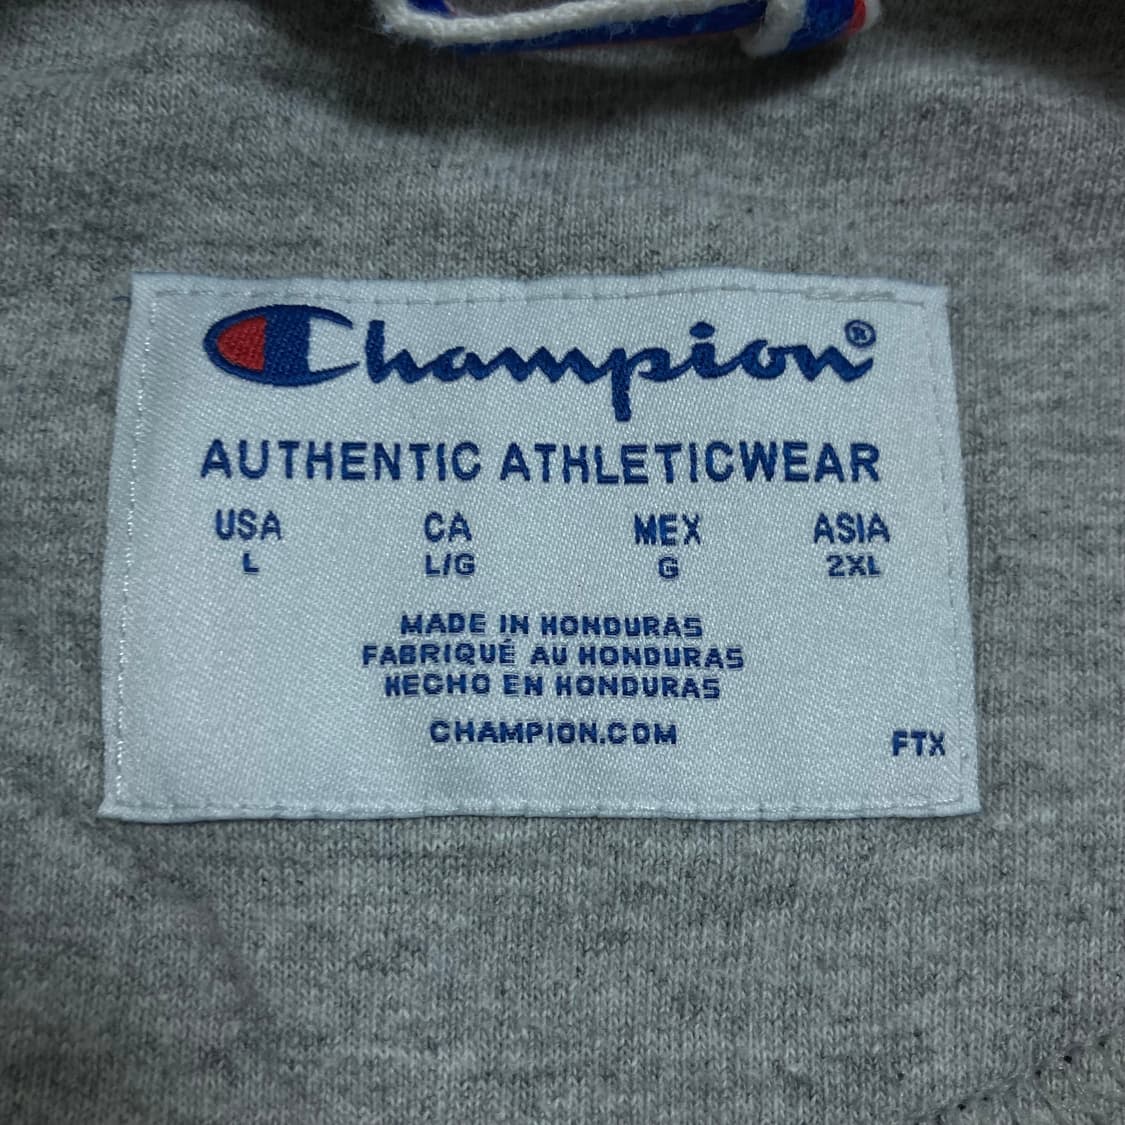 Champion®
AUTHENTIC ATHLETICWEAR
USA CA MEX ASIA
L L/G G 2XL
MADE IN HONDURAS
FABRIQUÉ AU HONDURAS
HECHO EN HONDURAS
CHAMPION.COM
FTX